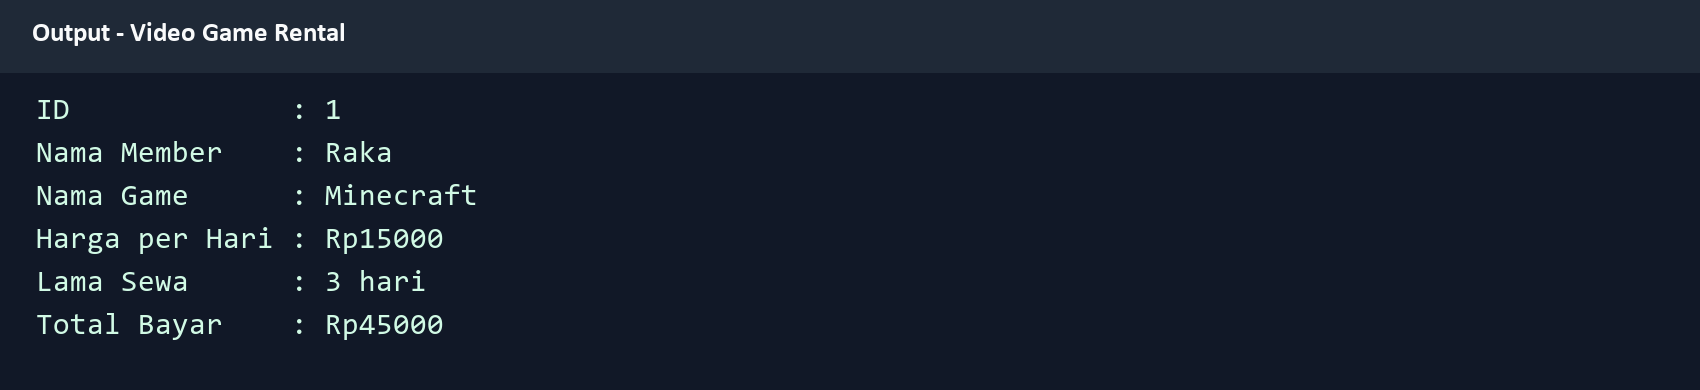 Output - Video Game Rental
ID             : 1
Nama Member    : Raka
Nama Game      : Minecraft
Harga per Hari : Rp15000
Lama Sewa      : 3 hari
Total Bayar    : Rp45000